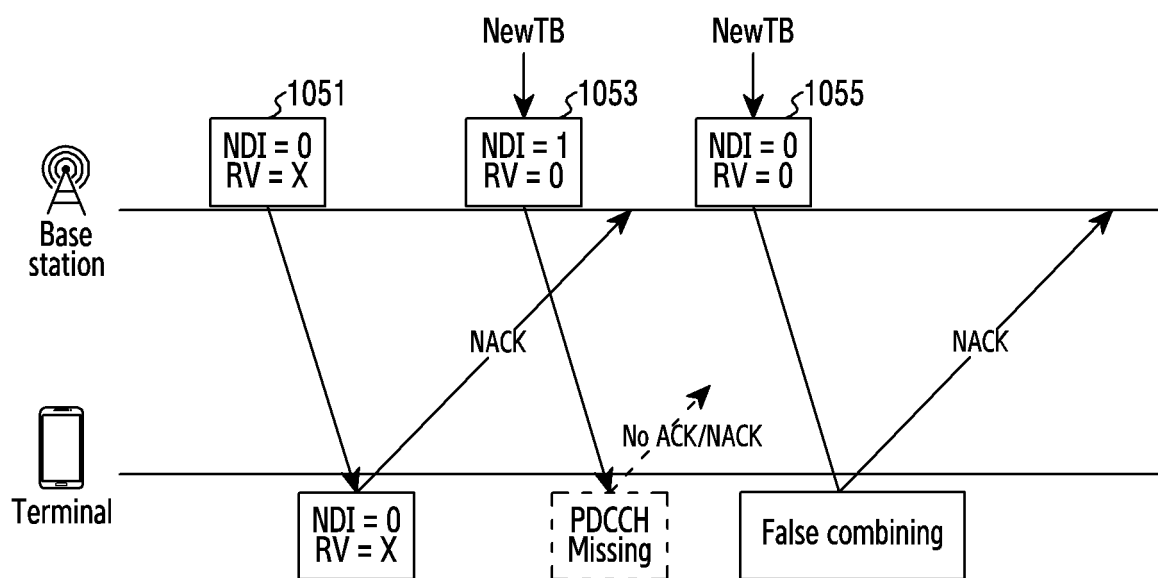 NewTB
NewTB
1051
1053
1055
NDI = 0
RV = X
NDI = 1
RV = 0
NDI = 0
RV = 0
Base
station
NACK
NACK
No ACK/NACK
Terminal
NDI = 0
RV = X
PDCCH
Missing
False combining